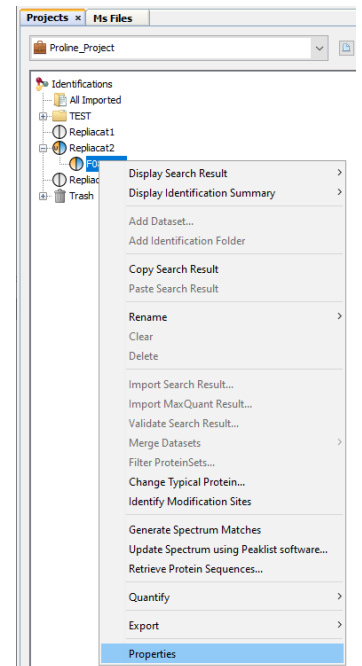 Projects × Ms Files
Proline_Project
Identifications
All Imported
TEST
Replicat1
Replicat2
Display Search Result
Display Identification Summary
Add Dataset...
Add Identification Folder
Copy Search Result
Paste Search Result
Rename
Clear
Delete
Import Search Result...
Import MaxQuant Result...
Validate Search Result...
Merge Datasets
Filter ProteinSets...
Change Typical Protein...
Identify Modification Sites
Generate Spectrum Matches
Update Spectrum using Peaklist software...
Retrieve Protein Sequences...
Quantify
Export
Properties
Trash